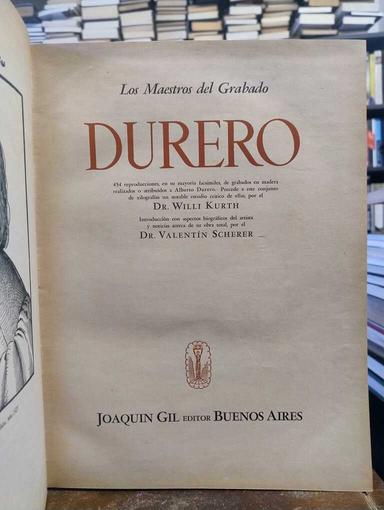 Los Maestros del Grabado
DURERO
454 reproducciones, en su mayoría facsímiles, de grabados en madera
realizados o atribuidos a Alberto Durero. Precede a este conjunto
de xilografías un notable estudio crítico de ellas, por el
DR. WILLI KURTH
Introducción con aspectos biográficos del artista
y noticias acerca de su obra total, por el
DR. VALENTÍN SCHERER
JOAQUIN GIL EDITOR BUENOS AIRES